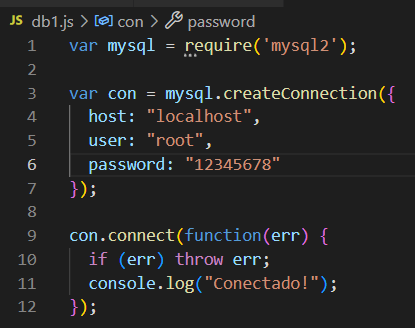 JS db1.js > con > password
1 var mysql = require('mysql2');
2
3 var con = mysql.createConnection({
4   host: "localhost",
5   user: "root",
6   password: "12345678"
7 });
8
9 con.connect(function(err) {
10   if (err) throw err;
11   console.log("Conectado!");
12 });